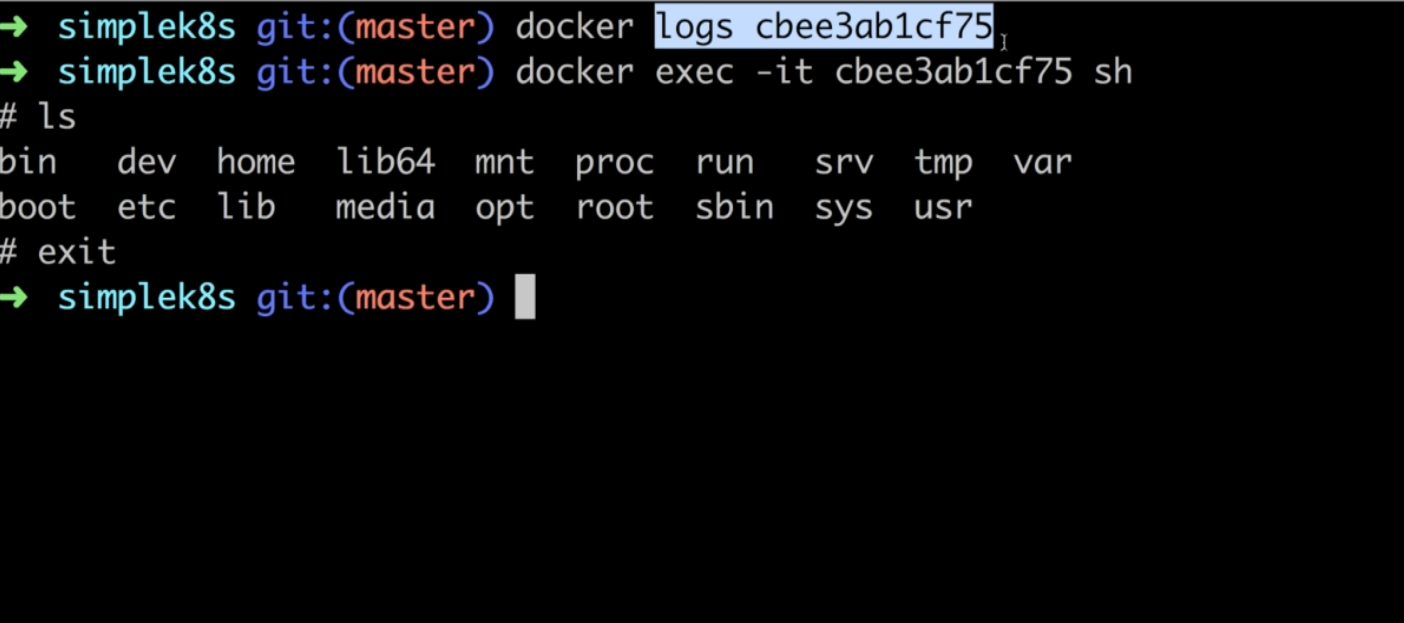 ➜ simplek8s git:(master) docker logs cbee3ab1cf75
➜ simplek8s git:(master) docker exec -it cbee3ab1cf75 sh
# ls
bin dev home lib64 mnt proc run srv tmp var
boot etc lib media opt root sbin sys usr
# exit
➜ simplek8s git:(master)